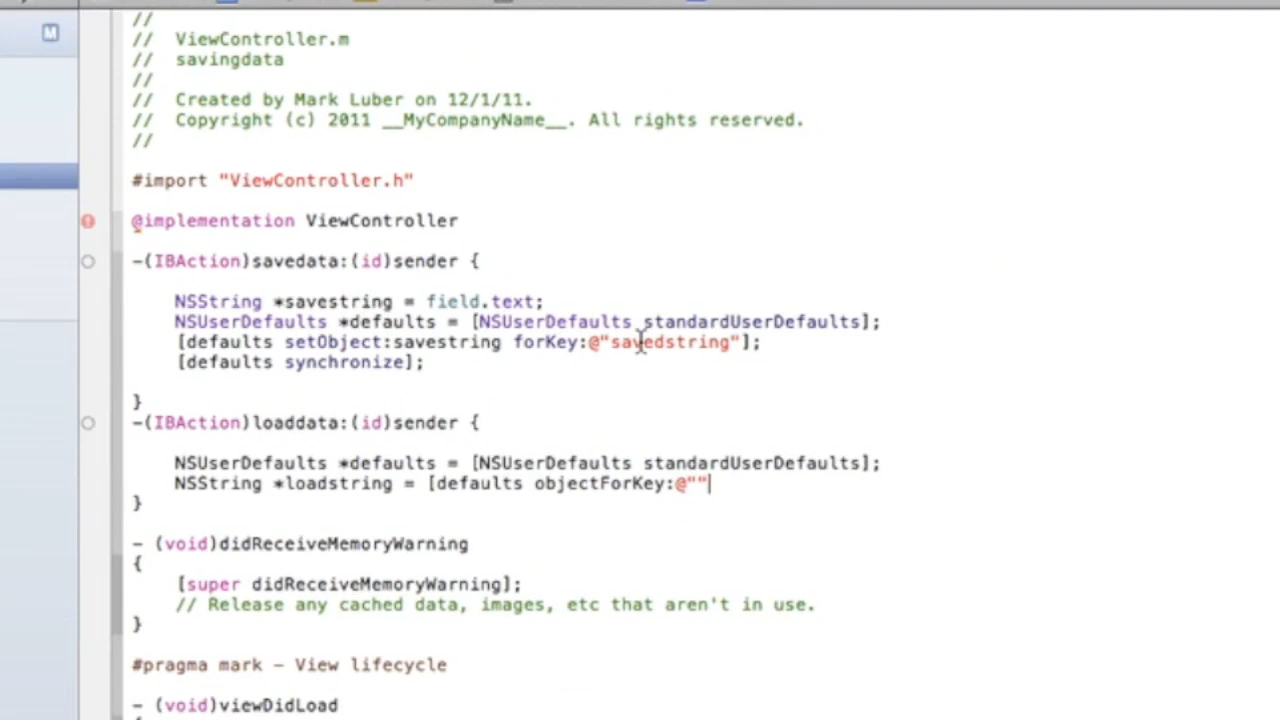 M
//
//  ViewController.m
//  savingdata
//
//  Created by Mark Luber on 12/1/11.
//  Copyright (c) 2011 __MyCompanyName__. All rights reserved.
//
#import "ViewController.h"
@implementation ViewController
-(IBAction)savedata:(id)sender {
NSString *savestring = field.text;
NSUserDefaults *defaults = [NSUserDefaults standardUserDefaults];
[defaults setObject:savestring forKey:@"savedstring"];
[defaults synchronize];
}
-(IBAction)loaddata:(id)sender {
NSUserDefaults *defaults = [NSUserDefaults standardUserDefaults];
NSString *loadstring = [defaults objectForKey:@""
}
- (void)didReceiveMemoryWarning
{
[super didReceiveMemoryWarning];
// Release any cached data, images, etc that aren't in use.
}
#pragma mark - View lifecycle
- (void)viewDidLoad